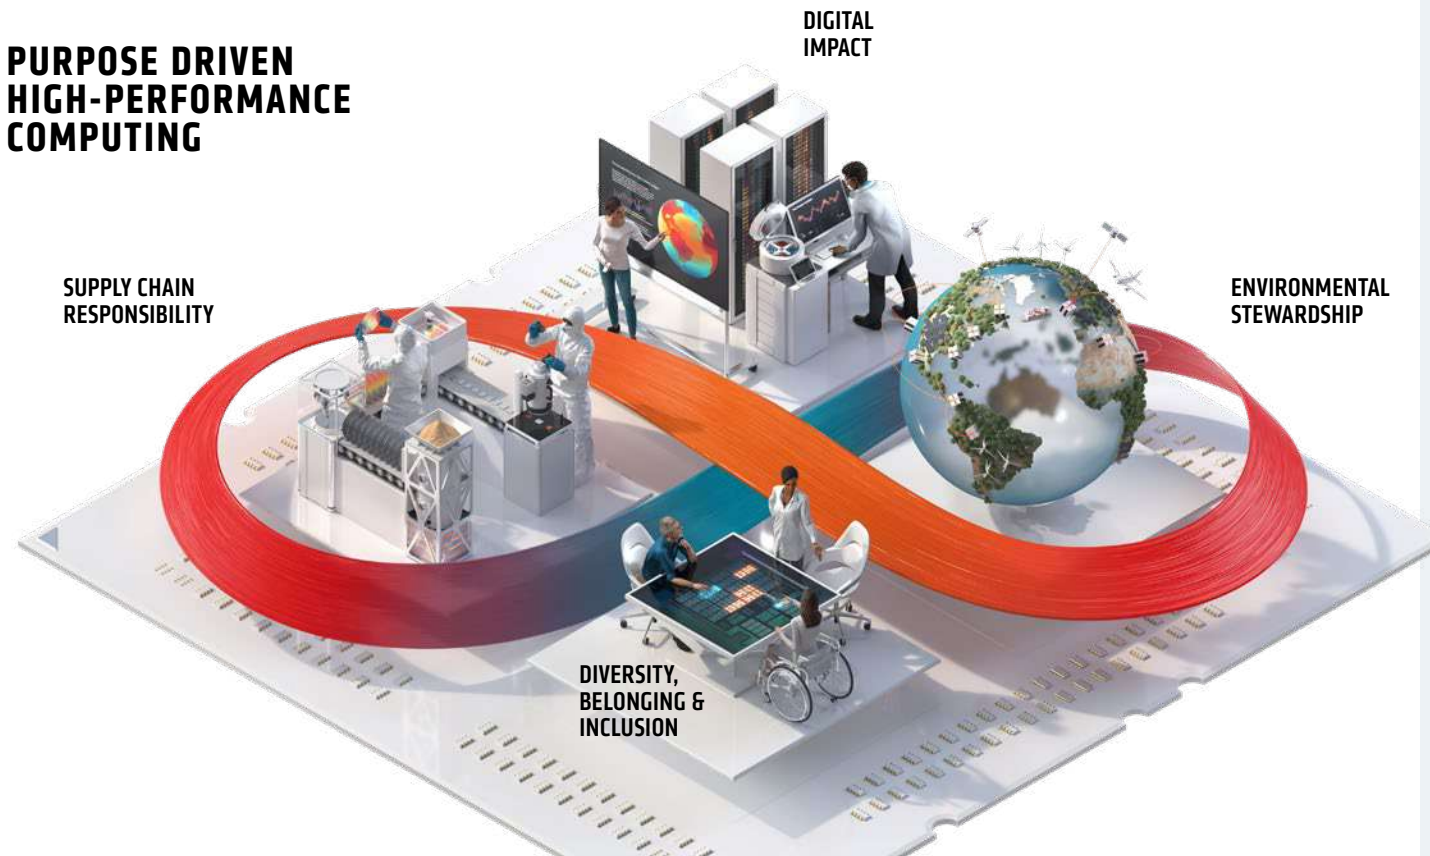 PURPOSE DRIVEN
HIGH-PERFORMANCE
COMPUTING
DIGITAL
IMPACT
SUPPLY CHAIN
RESPONSIBILITY
ENVIRONMENTAL
STEWARDSHIP
DIVERSITY,
BELONGING &
INCLUSION